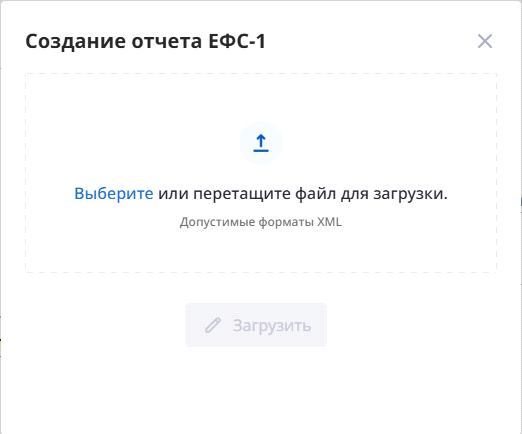 Создание отчета ЕФС-1
Выберите или перетащите файл для загрузки.
Допустимые форматы XML
Загрузить